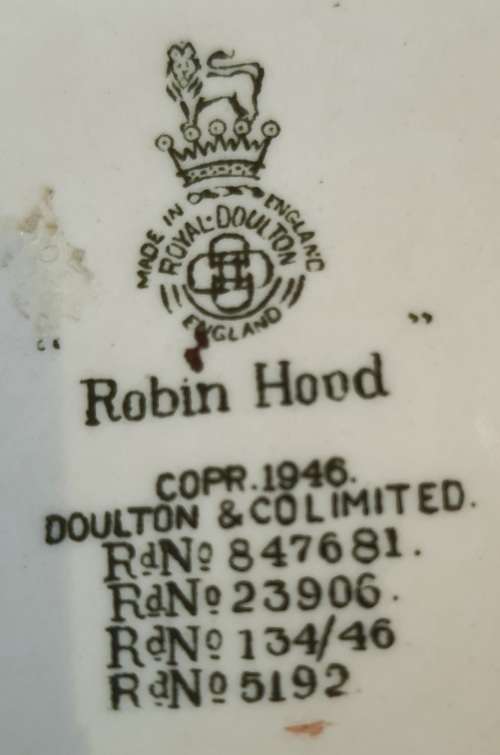 MADE IN ENGLAND
ROYAL·DOULTON
ENGLAND
“ Robin Hood ”
COPR.1946.
DOULTON & CO LIMITED.
RdNo 847681.
RdNo 23906.
RdNo 134/46
RdNo 5192